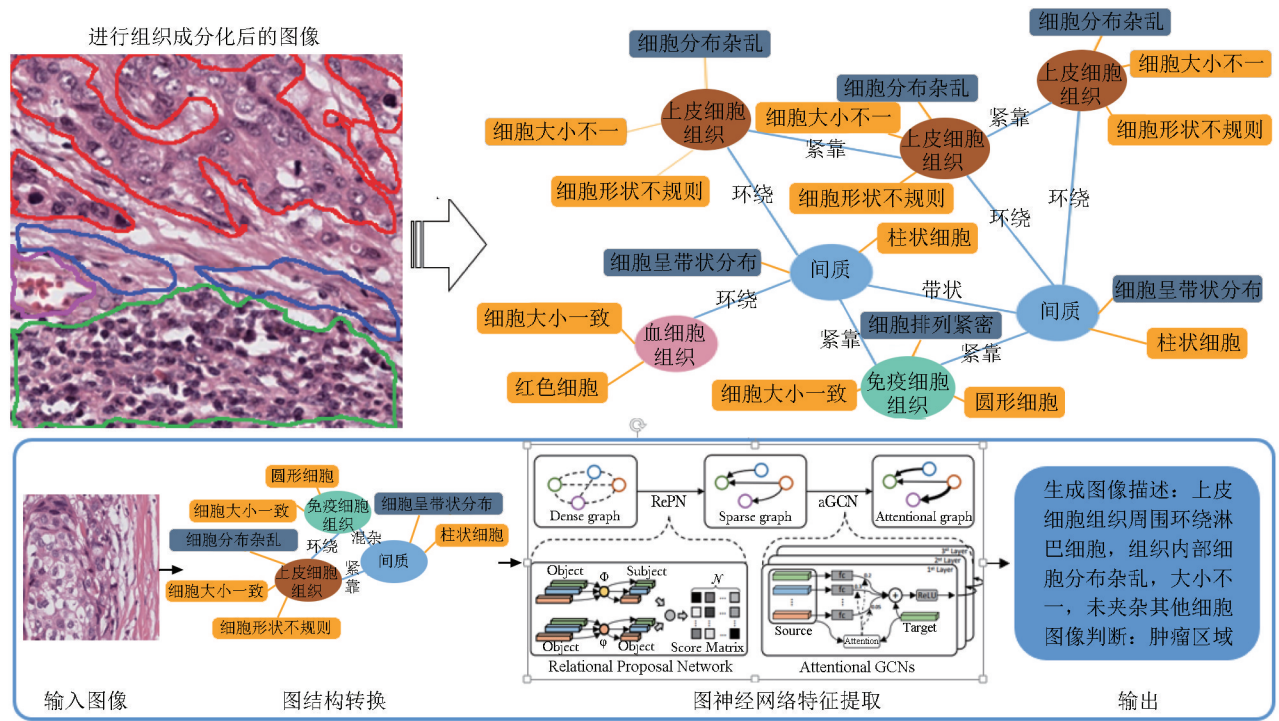 进行组织成分化后的图像
细胞分布杂乱
上皮细胞
组织
细胞大小不一
细胞形状不规则
紧靠
环绕
细胞分布杂乱
细胞大小不一
上皮细胞
组织
细胞形状不规则
紧靠
环绕
细胞分布杂乱
上皮细胞
组织
细胞大小不一
细胞形状不规则
环绕
细胞呈带状分布
柱状细胞
间质
环绕
带状
细胞大小一致
血细胞
组织
红色细胞
紧靠
细胞排列紧密
紧靠
细胞大小一致
免疫细胞
组织
圆形细胞
间质
细胞呈带状分布
柱状细胞
圆形细胞
细胞大小一致
免疫细胞
组织
细胞呈带状分布
细胞分布杂乱
环绕
混杂
间质
柱状细胞
上皮细胞
组织
紧靠
细胞大小一致
细胞形状不规则
Dense graph
RePN
Sparse graph
aGCN
Attentional graph
Object
Φ
Subject
Object
φ
Object
N
Score Matrix
Relational Proposal Network
3rd Layer
2nd Layer
1st Layer
fc
fc
fc
0.2
0.05
ReLU
Source
Attention
Target
Attentional GCNs
生成图像描述：上皮
细胞组织周围环绕淋
巴细胞，组织内部细
胞分布杂乱，大小不
一，未夹杂其他细胞
图像判断：肿瘤区域
输入图像
图结构转换
图神经网络特征提取
输出